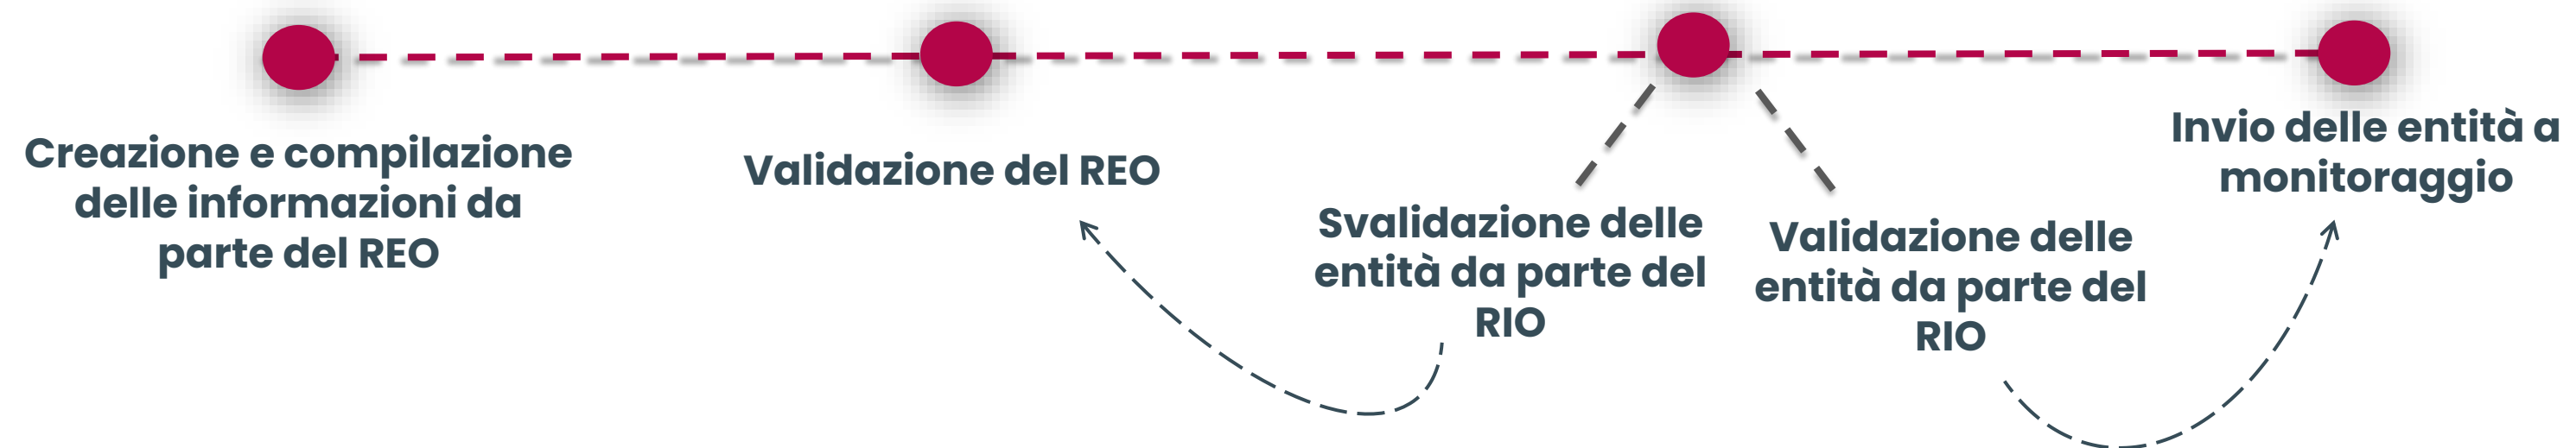 Creazione e compilazione
delle informazioni da
parte del REO
Validazione del REO
Svalidazione delle
entità da parte del
RIO
Validazione delle
entità da parte del
RIO
Invio delle entità a
monitoraggio